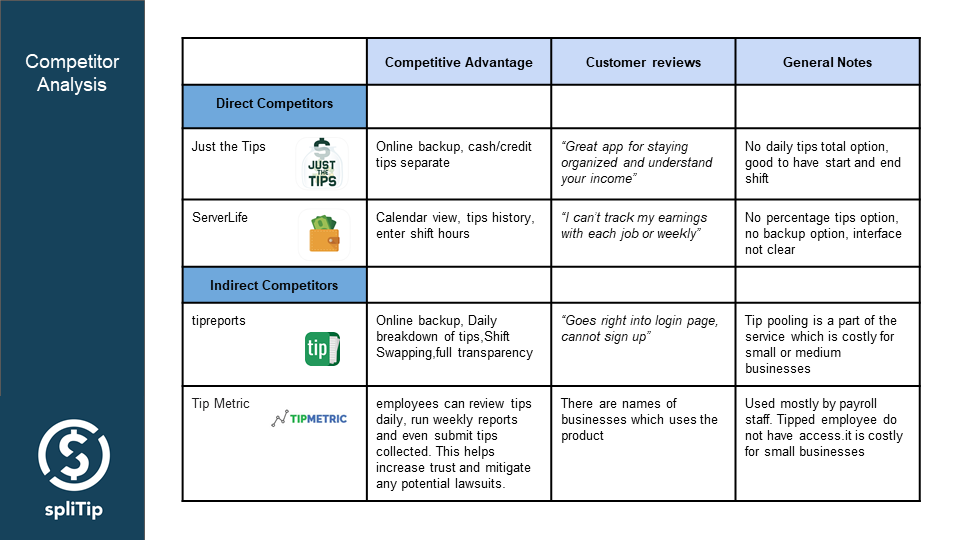 Competitor
Analysis
Competitive Advantage
Customer reviews
General Notes
Direct Competitors
Just the Tips
JUST
THE
TIPS
Online backup, cash/credit
tips separate
“Great app for staying
organized and understand
your income”
No daily tips total option,
good to have start and end
shift
ServerLife
Calendar view, tips history,
enter shift hours
“I can’t track my earnings
with each job or weekly”
No percentage tips option,
no backup option, interface
not clear
Indirect Competitors
tipreports
tip
Online backup, Daily
breakdown of tips,Shift
Swapping,full transparency
“Goes right into login page,
cannot sign up”
Tip pooling is a part of the
service which is costly for
small or medium
businesses
Tip Metric
TIPMETRIC
employees can review tips
daily, run weekly reports
and even submit tips
collected. This helps
increase trust and mitigate
any potential lawsuits.
There are names of
businesses which uses the
product
Used mostly by payroll
staff. Tipped employee do
not have access.it is costly
for small businesses
spliTip